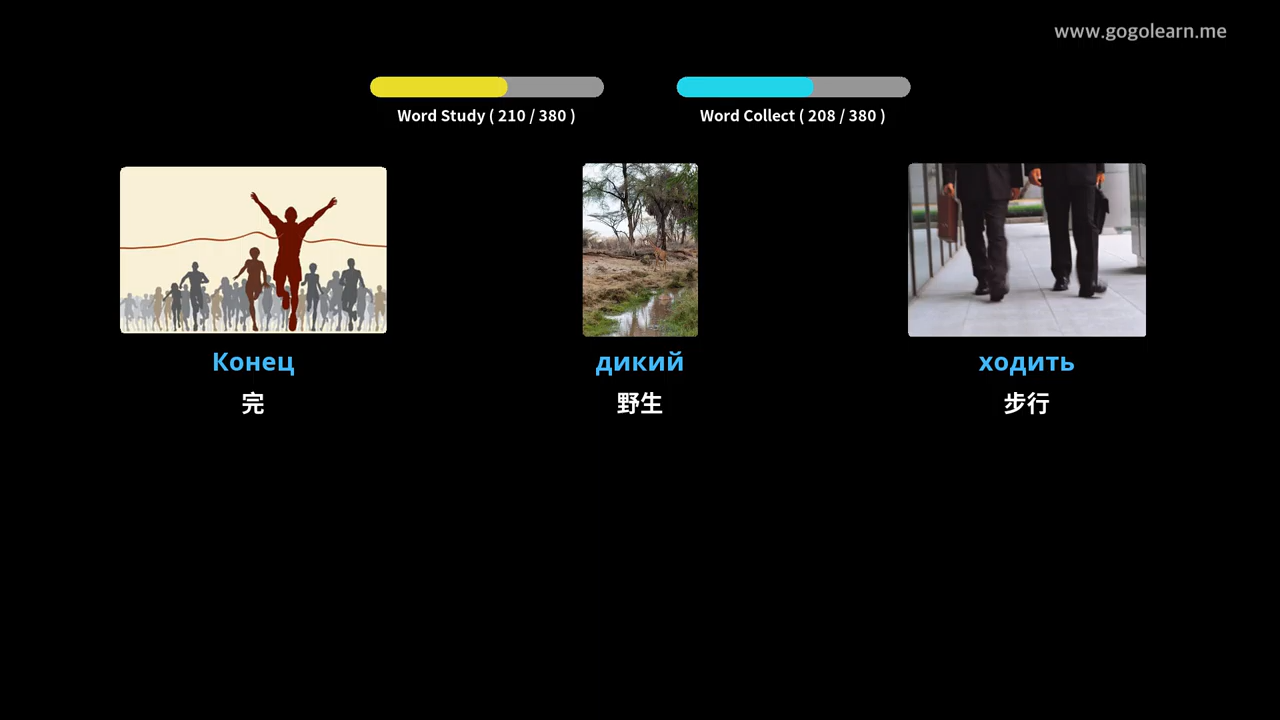 www.gogolearn.me
Word Study ( 210 / 380 )
Word Collect ( 208 / 380 )
Конец
дикий
ходить
完
野生
步行